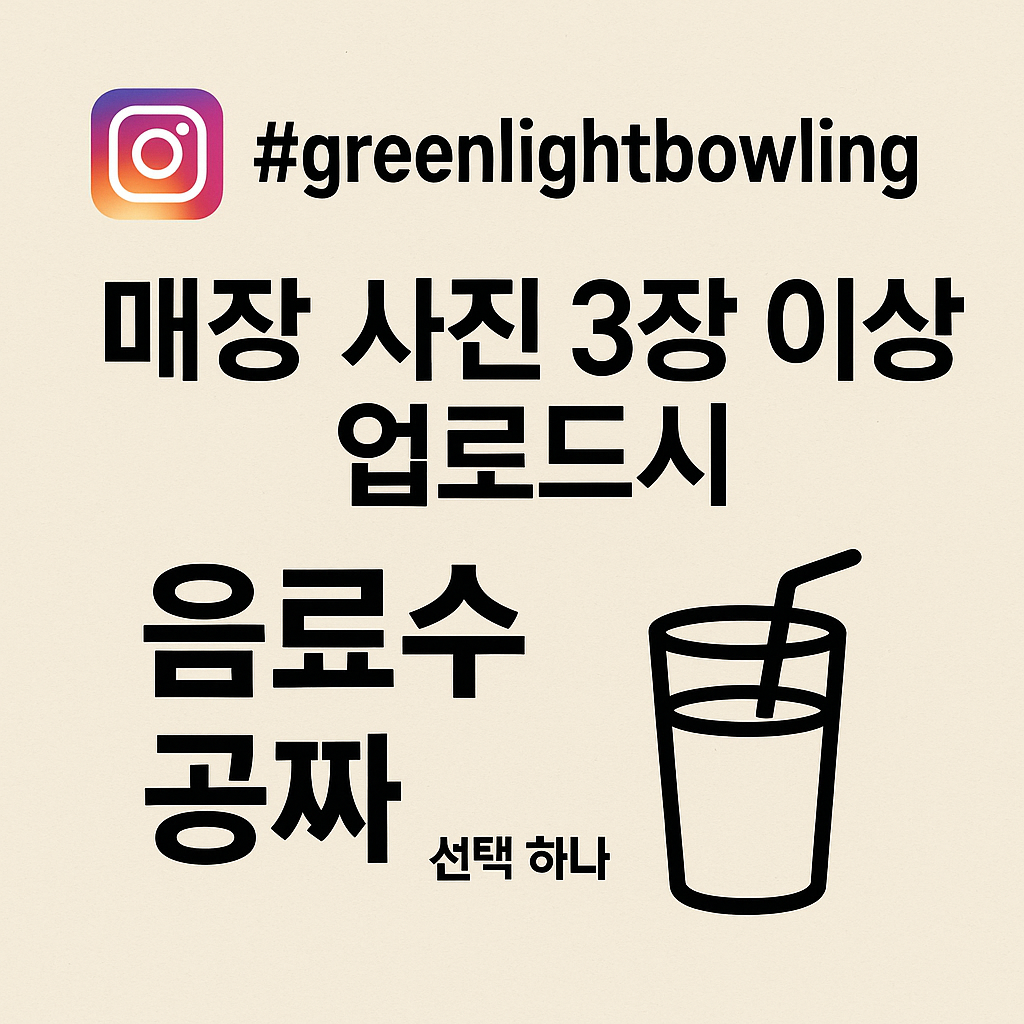 #greenlightbowling
매장 사진 3장 이상
업로드시
음료수
공짜
선택 하나